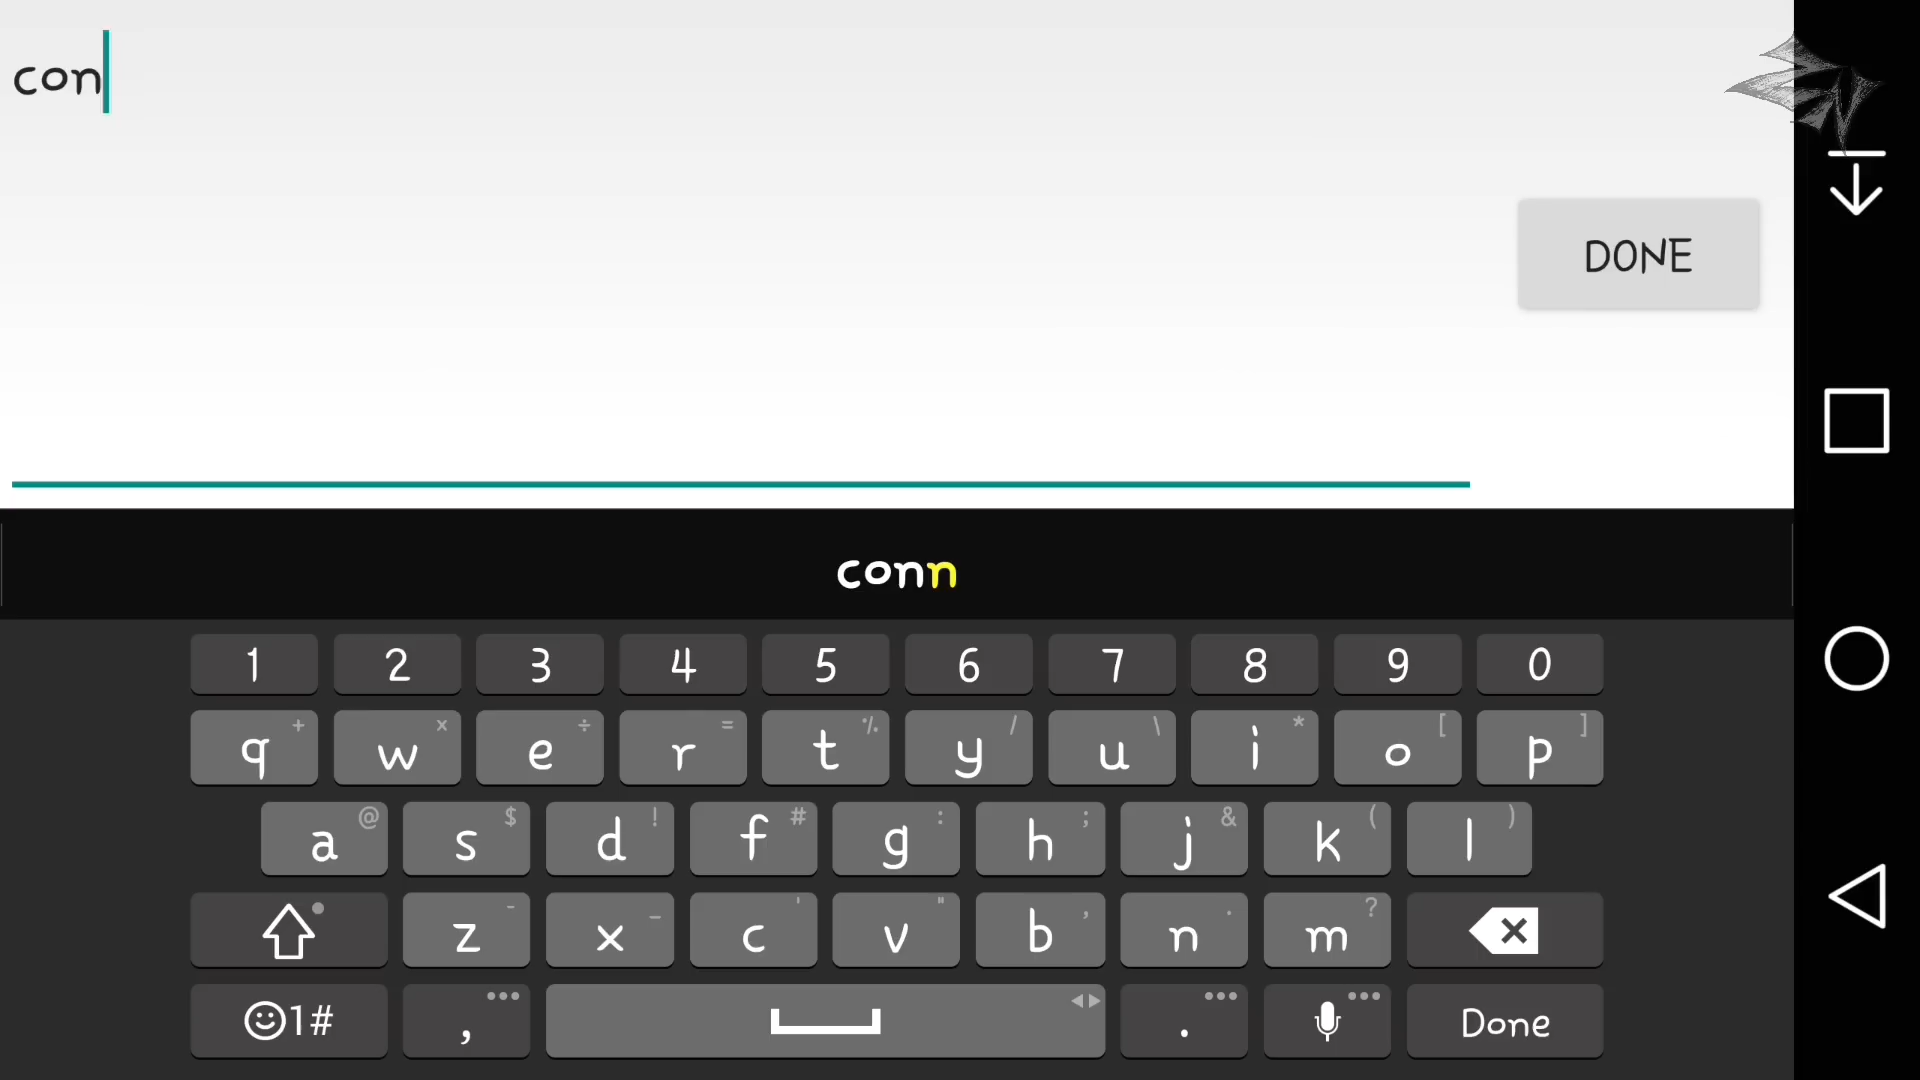 con
DONE
conn
1 2 3 4 5 6 7 8 9 0
q + w × e ÷ r = t % y / u \ i * o [ p ]
a @ s $ d ! f # g : h ; j & k ( l )
z - x _ c ' v " b , n . m ?
1# , . Done